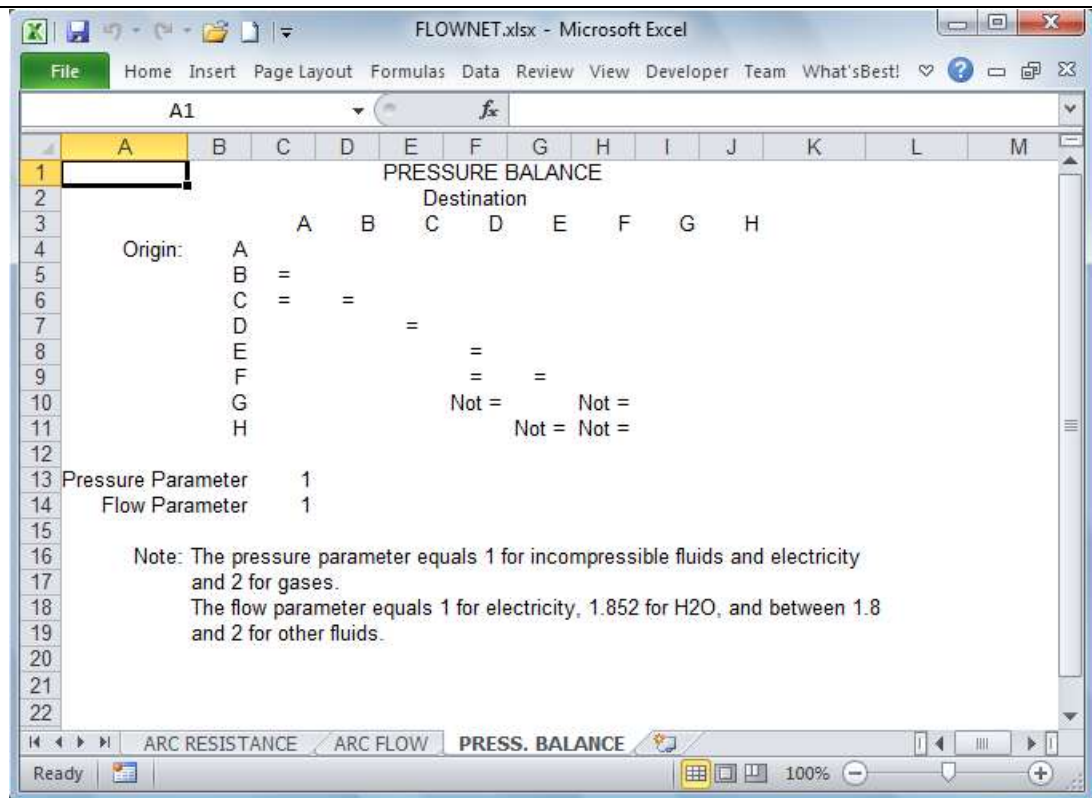 FLOWNET.xlsx - Microsoft Excel
File Home Insert Page Layout Formulas Data Review View Developer Team What'sBest!
A1 fx
A B C D E F G H I J K L M
1 PRESSURE BALANCE
2 Destination
3 A B C D E F G H
4 Origin: A
5 B =
6 C = =
7 D =
8 E =
9 F = =
10 G Not = Not =
11 H Not = Not =
12
13 Pressure Parameter 1
14 Flow Parameter 1
15
16 Note: The pressure parameter equals 1 for incompressible fluids and electricity
17 and 2 for gases.
18 The flow parameter equals 1 for electricity, 1.852 for H2O, and between 1.8
19 and 2 for other fluids.
20
21
22
ARC RESISTANCE ARC FLOW PRESS. BALANCE
Ready 100%